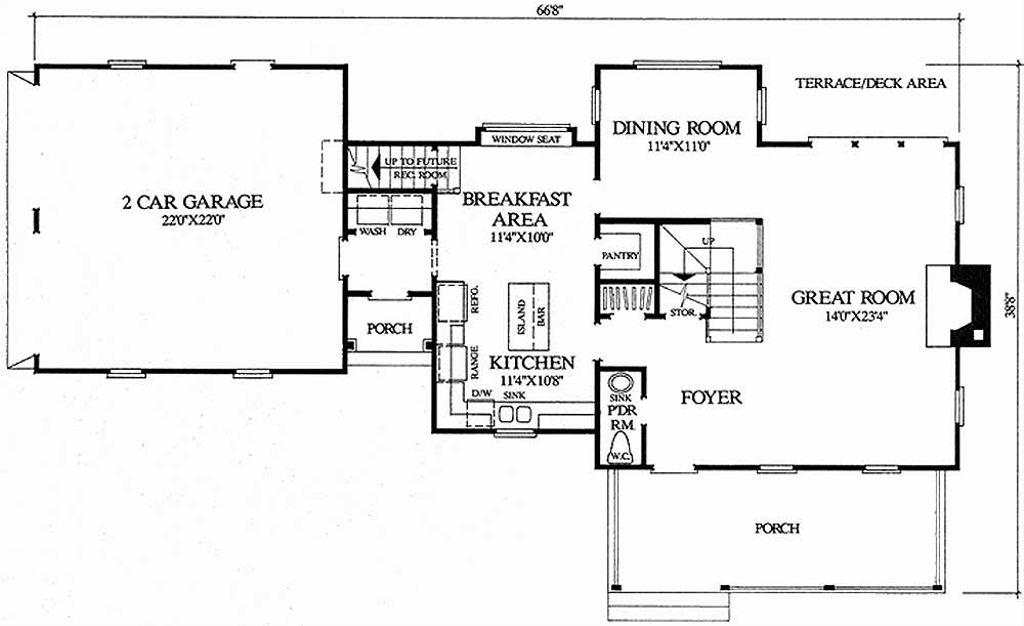 66'8"
TERRACE/DECK AREA
DINING ROOM
11'4"X11'0"
WINDOW SEAT
UP TO FUTURE
REC. ROOM
2 CAR GARAGE
22'0"X22'0"
BREAKFAST
AREA
11'4"X10'0"
WASH DRY
PANTRY
UP
STOR.
REFG.
ISLAND
BAR
GREAT ROOM
14'0"X23'4"
38'8"
PORCH
RANGE
KITCHEN
11'4"X10'8"
D/W SINK
SINK
P'DR
RM.
W.C.
FOYER
PORCH